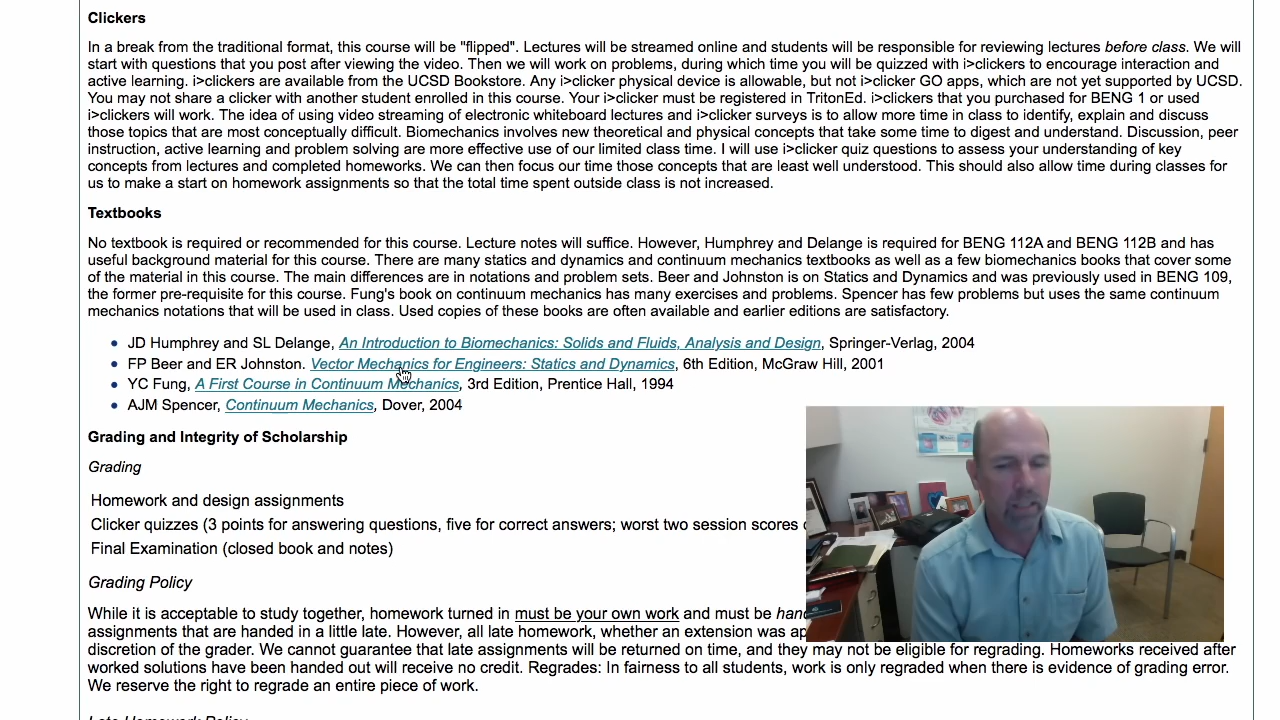 Clickers
In a break from the traditional format, this course will be "flipped". Lectures will be streamed online and students will be responsible for reviewing lectures before class. We will
start with questions that you post after viewing the video. Then we will work on problems, during which time you will be quizzed with i>clickers to encourage interaction and
active learning. i>clickers are available from the UCSD Bookstore. Any i>clicker physical device is allowable, but not i>clicker GO apps, which are not yet supported by UCSD.
You may not share a clicker with another student enrolled in this course. Your i>clicker must be registered in TritonEd. i>clickers that you purchased for BENG 1 or used
i>clickers will work. The idea of using video streaming of electronic whiteboard lectures and i>clicker surveys is to allow more time in class to identify, explain and discuss
those topics that are most conceptually difficult. Biomechanics involves new theoretical and physical concepts that take some time to digest and understand. Discussion, peer
instruction, active learning and problem solving are more effective use of our limited class time. I will use i>clicker quiz questions to assess your understanding of key
concepts from lectures and completed homeworks. We can then focus our time those concepts that are least well understood. This should also allow time during classes for
us to make a start on homework assignments so that the total time spent outside class is not increased.
Textbooks
No textbook is required or recommended for this course. Lecture notes will suffice. However, Humphrey and Delange is required for BENG 112A and BENG 112B and has
useful background material for this course. There are many statics and dynamics and continuum mechanics textbooks as well as a few biomechanics books that cover some
of the material in this course. The main differences are in notations and problem sets. Beer and Johnston is on Statics and Dynamics and was previously used in BENG 109,
the former pre-requisite for this course. Fung's book on continuum mechanics has many exercises and problems. Spencer has few problems but uses the same continuum
mechanics notations that will be used in class. Used copies of these books are often available and earlier editions are satisfactory.
• JD Humphrey and SL Delange, An Introduction to Biomechanics: Solids and Fluids, Analysis and Design, Springer-Verlag, 2004
• FP Beer and ER Johnston. Vector Mechanics for Engineers: Statics and Dynamics, 6th Edition, McGraw Hill, 2001
• YC Fung, A First Course in Continuum Mechanics, 3rd Edition, Prentice Hall, 1994
• AJM Spencer, Continuum Mechanics, Dover, 2004
Grading and Integrity of Scholarship
Grading
Homework and design assignments
Clicker quizzes (3 points for answering questions, five for correct answers; worst two session scores
Final Examination (closed book and notes)
Grading Policy
While it is acceptable to study together, homework turned in must be your own work and must be
assignments that are handed in a little late. However, all late homework, whether an extension was
discretion of the grader. We cannot guarantee that late assignments will be returned on time, and they may not be eligible for regrading. Homeworks received after
worked solutions have been handed out will receive no credit. Regrades: In fairness to all students, work is only regraded when there is evidence of grading error.
We reserve the right to regrade an entire piece of work.
Late Homework Policy